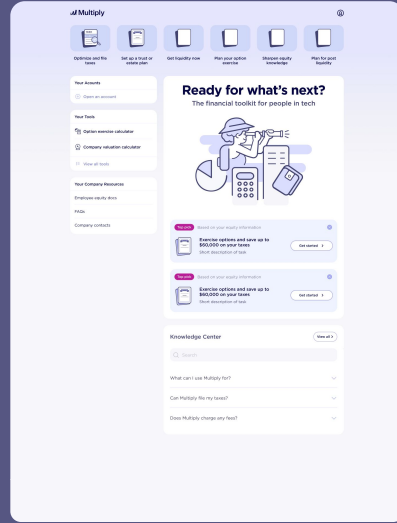 Multiply
Optimize and file
taxes
Set up a trust or
estate plan
Get liquidity now
Plan your option
exercise
Sharpen equity
knowledge
Plan for post
liquidity
Your Acounts
Open an account
Your Tools
Option exercise calculator
Company valuation calculator
View all tools
Your Company Resources
Employee equity docs
FAQs
Company contacts
Ready for what's next?
The financial toolkit for people in tech
Top pick
Based on your equity information
Exercise options and save up to
$50,000 on your taxes
Short description of task
Get started
Top pick
Based on your equity information
Exercise options and save up to
$60,000 on your taxes
Short description of task
Get started
Knowledge Center
View all
Search
What can I use Multiply for?
Can Multiply file my taxes?
Does Multiply charge any fees?